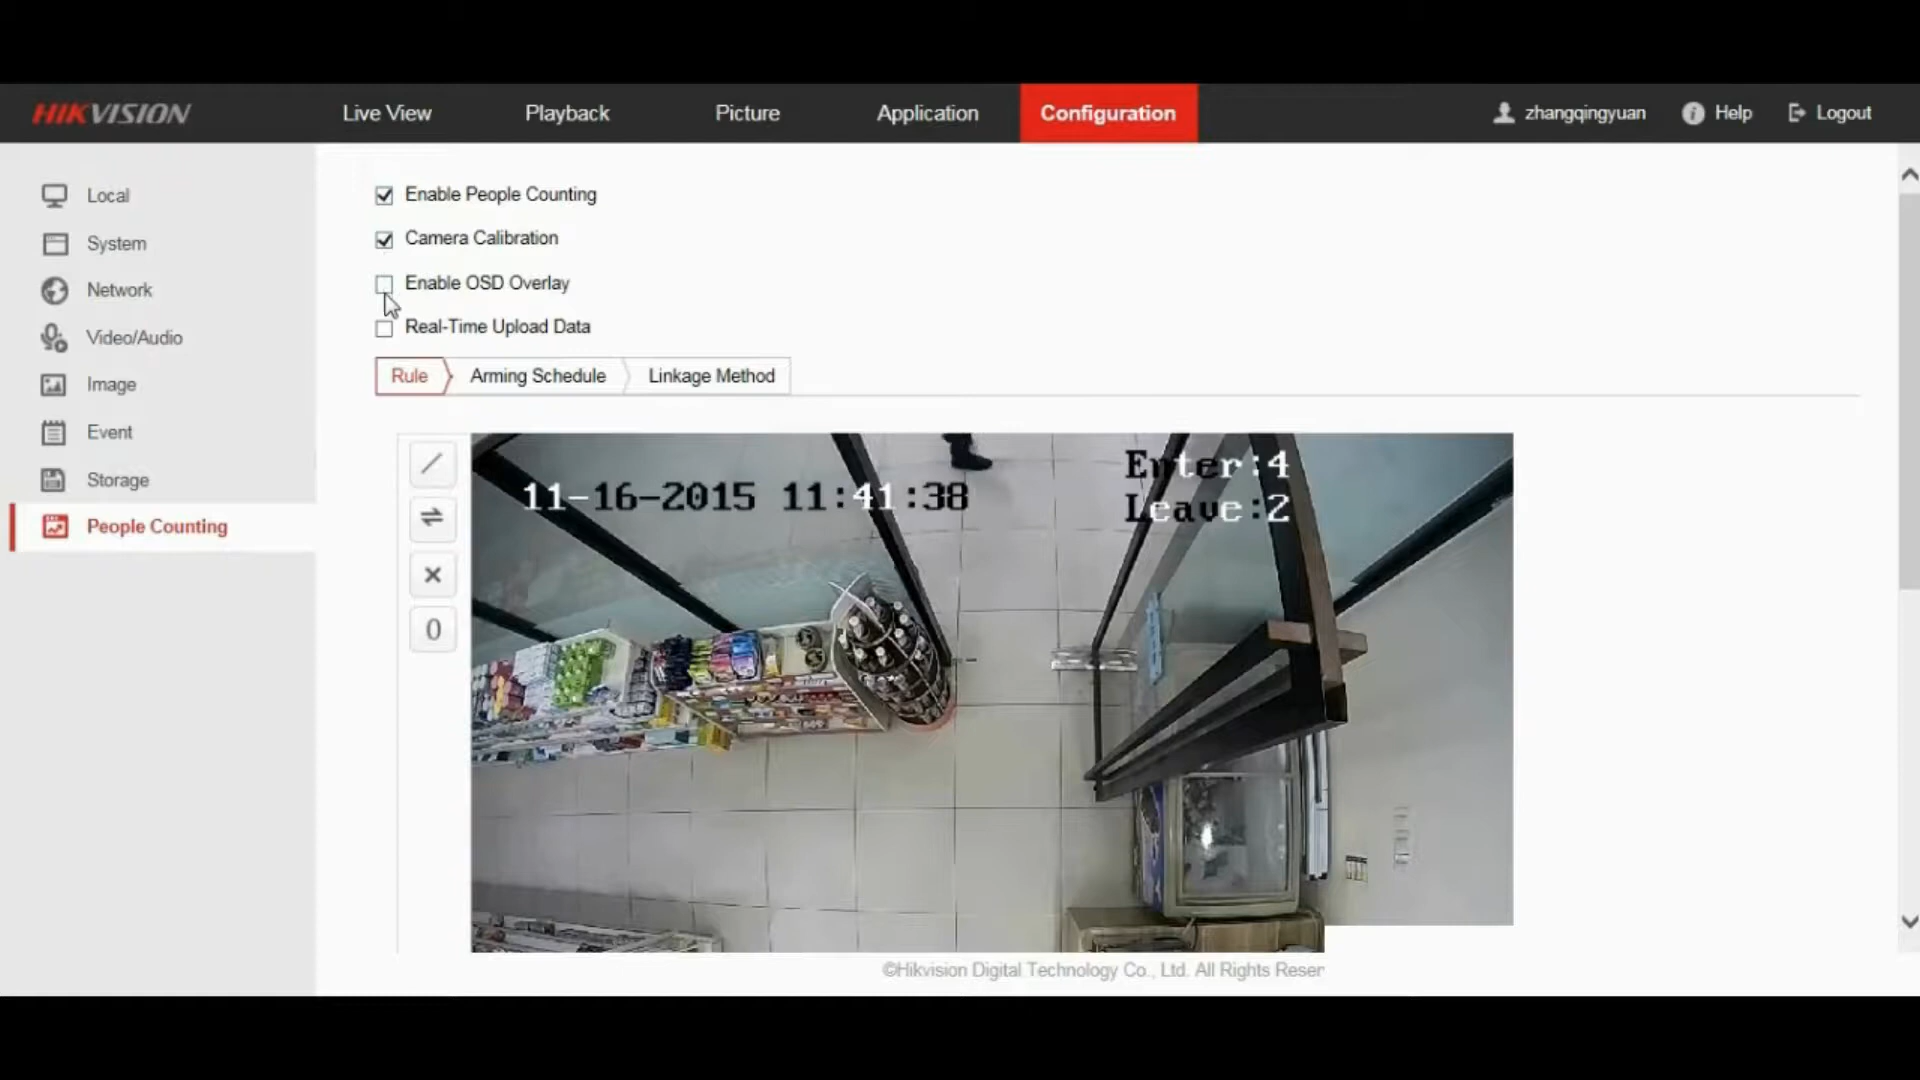 HIKVISION
Live View
Playback
Picture
Application
Configuration
zhangqingyuan
Help
Logout
Local
System
Network
Video/Audio
Image
Event
Storage
People Counting
Enable People Counting
Camera Calibration
Enable OSD Overlay
Real-Time Upload Data
Rule
Arming Schedule
Linkage Method
0
11-16-2015 11:41:38
Enter:4
Leave:2
©Hikvision Digital Technology Co., Ltd. All Rights Reser